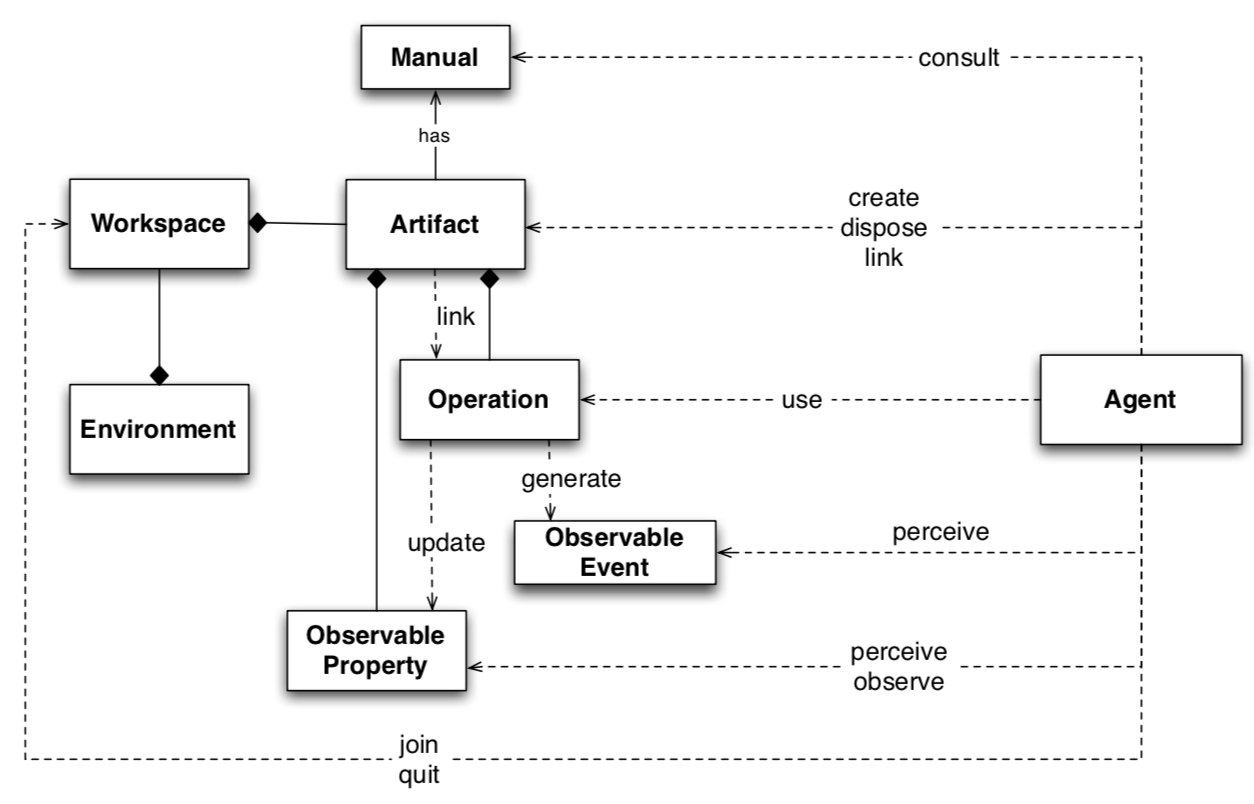 Manual
consult
has
Workspace
Artifact
create
dispose
link
link
Operation
use
Agent
Environment
generate
update
Observable
Event
perceive
Observable
Property
perceive
observe
join
quit